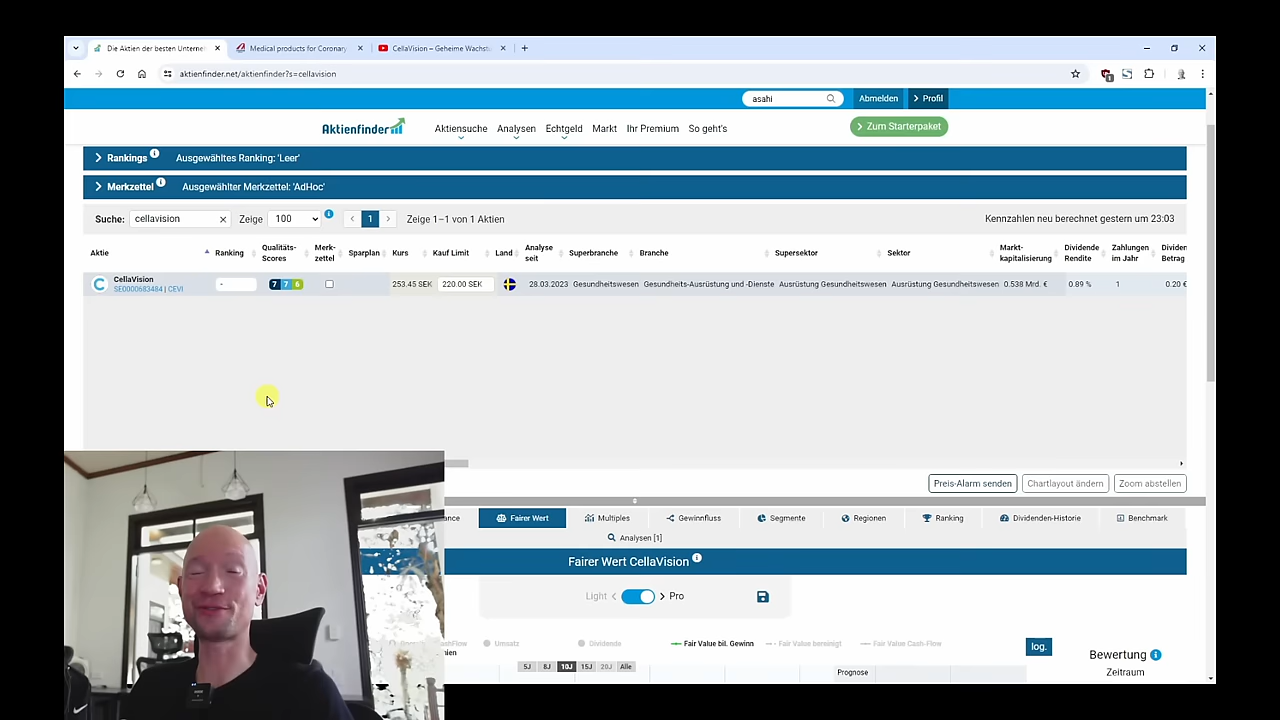 Die Aktien der besten Unterne
Medical products for Coronary
CellaVision – Geheime Wachst
aktienfinder.net/aktienfinder?s=cellavision
asahi
Abmelden
Profil
Aktienfinder
Aktiensuche
Analysen
Echtgeld
Markt
Ihr Premium
So geht's
Zum Starterpaket
Rankings
Ausgewähltes Ranking: 'Leer'
Merkzettel
Ausgewählter Merkzettel: 'AdHoc'
Suche: cellavision
Zeige 100
1
Zeige 1–1 von 1 Aktien
Kennzahlen neu berechnet gestern um 23:03
Aktie
Ranking
Qualitäts-
Scores
Merk-
zettel
Sparplan
Kurs
Kauf Limit
Land
Analyse
seit
Superbranche
Branche
Supersektor
Sektor
Markt-
kapitalisierung
Dividende
Rendite
Zahlungen
im Jahr
Dividen
Betrag
CellaVision
SE0000683484 | CEVI
-
7 7 6
253.45 SEK
220.00 SEK
28.03.2023
Gesundheitswesen
Gesundheits-Ausrüstung und -Dienste
Ausrüstung Gesundheitswesen
Ausrüstung Gesundheitswesen
0.538 Mrd. €
0.89 %
1
0.20 €
Preis-Alarm senden
Chartlayout ändern
Zoom abstellen
ance
Fairer Wert
Multiples
Gewinnfluss
Segmente
Regionen
Ranking
Dividenden-Historie
Benchmark
Analysen [1]
Fairer Wert CellaVision
Light
Pro
Umsatz
Dividende
Fair Value bil. Gewinn
Fair Value bereinigt
Fair Value Cash-Flow
log.
Bewertung
5J
8J
10J
15J
20J
Alle
Prognose
Zeitraum